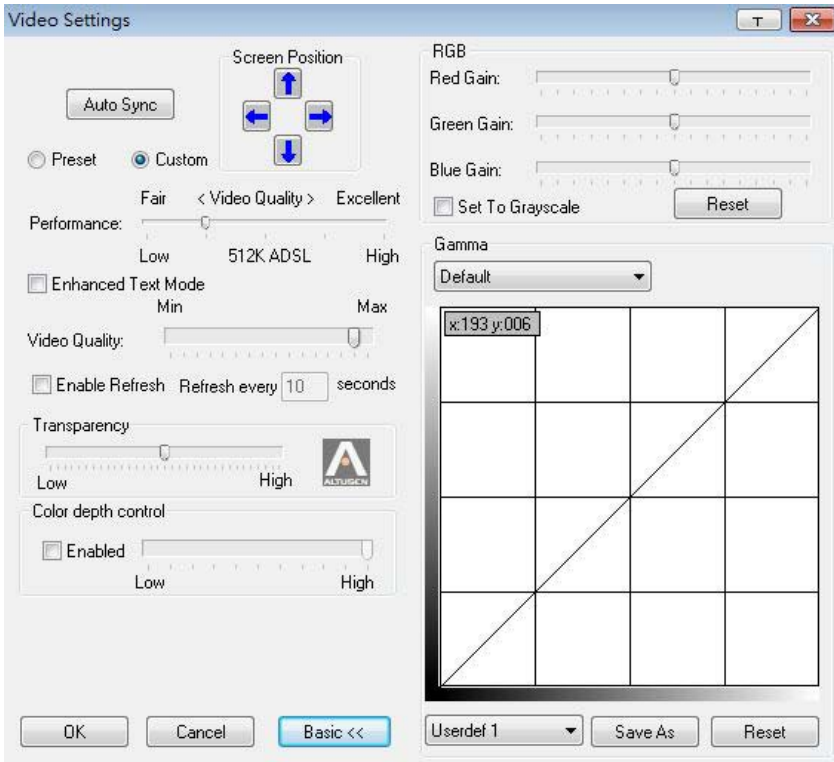 Video Settings
T
Screen Position
Auto Sync
Preset
Custom
Fair < Video Quality > Excellent
Performance:
Low 512K ADSL High
Enhanced Text Mode
Min Max
Video Quality:
Enable Refresh Refresh every 10 seconds
Transparency
Low High
ALTUSEN
Color depth control
Enabled
Low High
OK
Cancel
Basic <<
RGB
Red Gain:
Green Gain:
Blue Gain:
Set To Grayscale
Reset
Gamma
Default
x:193 y:006
Userdef 1
Save As
Reset